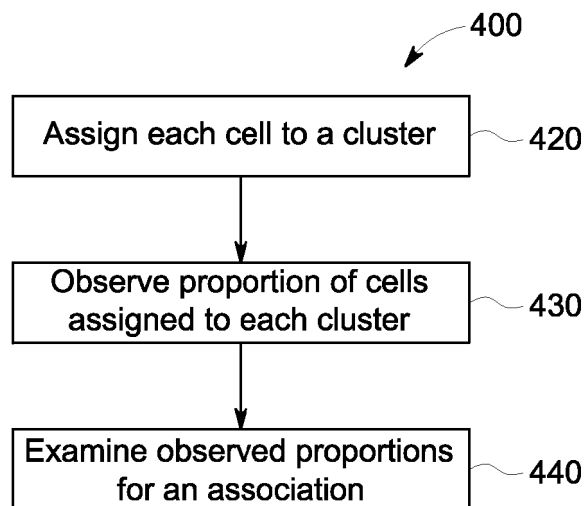 400
Assign each cell to a cluster
420
Observe proportion of cells
assigned to each cluster
430
Examine observed proportions
for an association
440